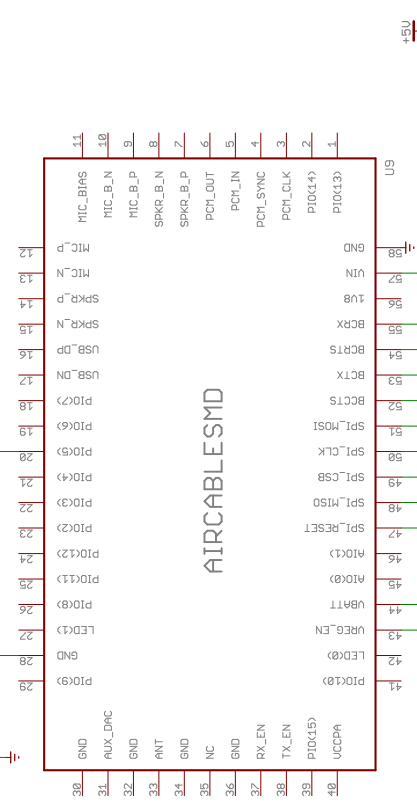 +5V
U9
11 10 9 8 7 6 5 4 3 2 1
MIC_BIAS MIC_B_N MIC_B_P SPKR_B_N SPKR_B_P PCM_OUT PCM_IN PCM_SYNC PCM_CLK PIO(14) PIO(13)
12 MIC_P GND 58
13 MIC_N VIN 57
14 SPKR_P 1V8 56
15 SPKR_N BCRX 55
16 USB_DP BCRTS 54
17 USB_DN BCTX 53
18 PIO(7) BCCTS 52
19 PIO(6) SPI_MOSI 51
20 PIO(5) SPI_CLK 50
21 PIO(4) SPI_CSB 49
22 PIO(3) SPI_MISO 48
23 PIO(2) SPI_RESET 47
24 PIO(12) PIO(1) 46
25 PIO(11) PIO(0) 45
26 PIO(8) VBATT 44
27 LED(1) VREG_EN 43
28 GND LED(0) 42
29 PIO(9) PIO(10) 41
AIRCABLESMD
GND AUX_DAC GND ANT GND NC GND RX_EN TX_EN PIO(15) VCCPA
30 31 32 33 34 35 36 37 38 39 40